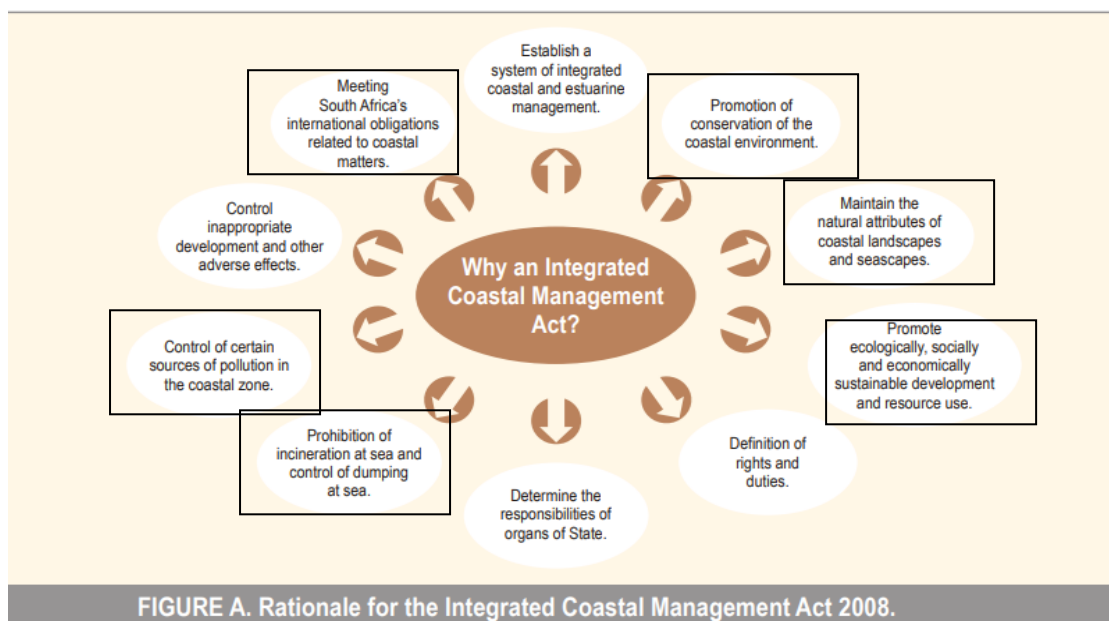 Establish a
system of integrated
coastal and estuarine
management.
Promotion of
conservation of the
coastal environment.
Maintain the
natural attributes of
coastal landscapes
and seascapes.
Promote
ecologically, socially
and economically
sustainable development
and resource use.
Definition of
rights and
duties.
Determine the
responsibilities of
organs of State.
Prohibition of
incineration at sea and
control of dumping
at sea.
Control of certain
sources of pollution in
the coastal zone.
Control
inappropriate
development and other
adverse effects.
Meeting
South Africa's
international obligations
related to coastal
matters.
Why an Integrated
Coastal Management
Act?
FIGURE A. Rationale for the Integrated Coastal Management Act 2008.